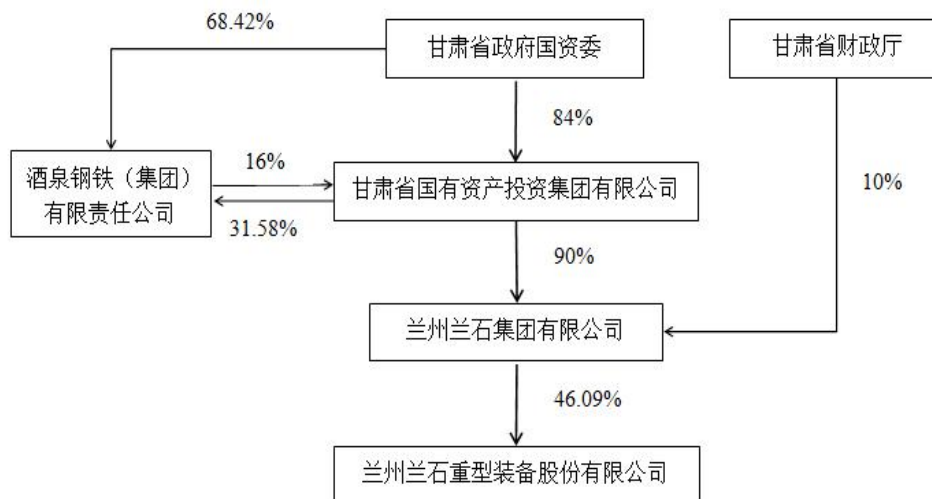 68.42%
甘肃省政府国资委
甘肃省财政厅
84%
酒泉钢铁（集团）
有限责任公司
16%
31.58%
甘肃省国有资产投资集团有限公司
10%
90%
兰州兰石集团有限公司
46.09%
兰州兰石重型装备股份有限公司